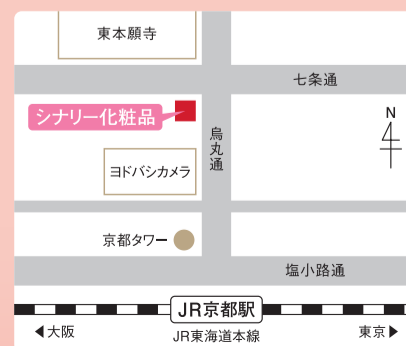 東本願寺
七条通
シナリー化粧品
N
烏丸通
ヨドバシカメラ
京都タワー
塩小路通
JR京都駅
◀大阪
JR東海道本線
東京▶